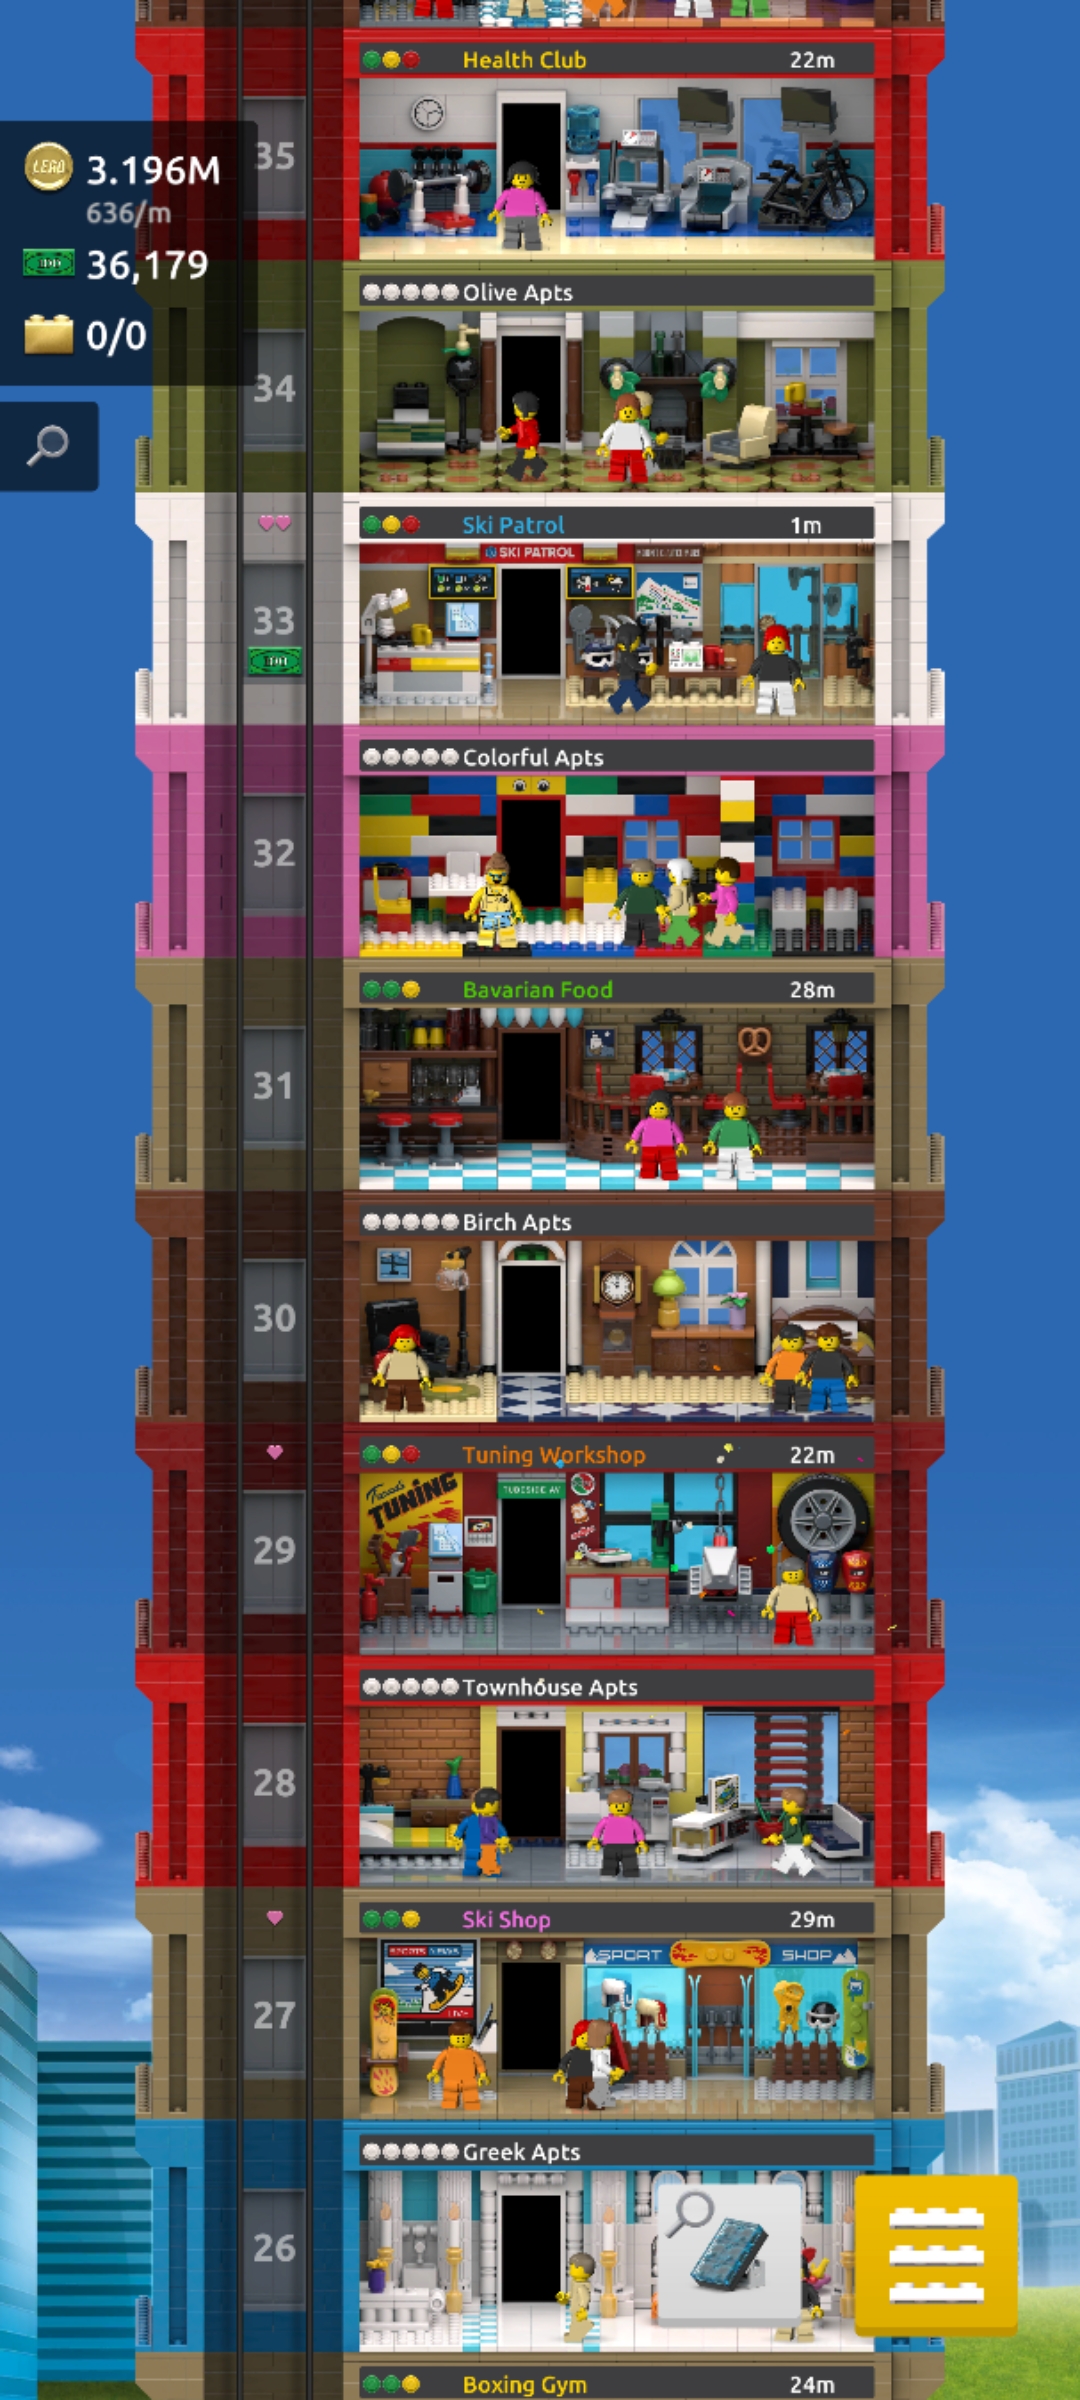 Health Club 22m
35
LEGO 3.196M
636/m
36,179
0/0
Olive Apts
34
Ski Patrol 1m
SKI PATROL
33
Colorful Apts
32
Bavarian Food 28m
31
Birch Apts
30
Tuning Workshop 22m
TUNING
29
Townhouse Apts
28
Ski Shop 29m
SPORT SHOP
27
Greek Apts
26
Boxing Gym 24m